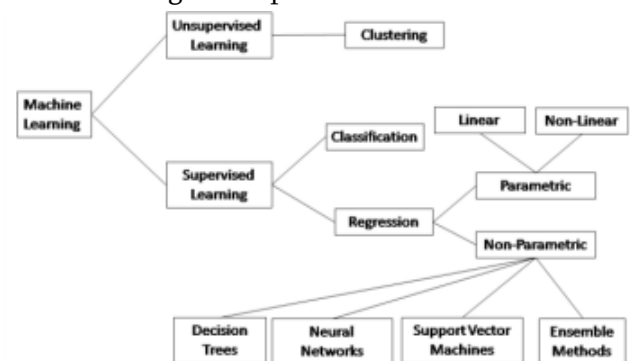 Unsupervised
Learning
Clustering
Machine
Learning
Linear
Non-Linear
Classification
Supervised
Learning
Parametric
Regression
Non-Parametric
Decision
Trees
Neural
Networks
Support Vector
Machines
Ensemble
Methods